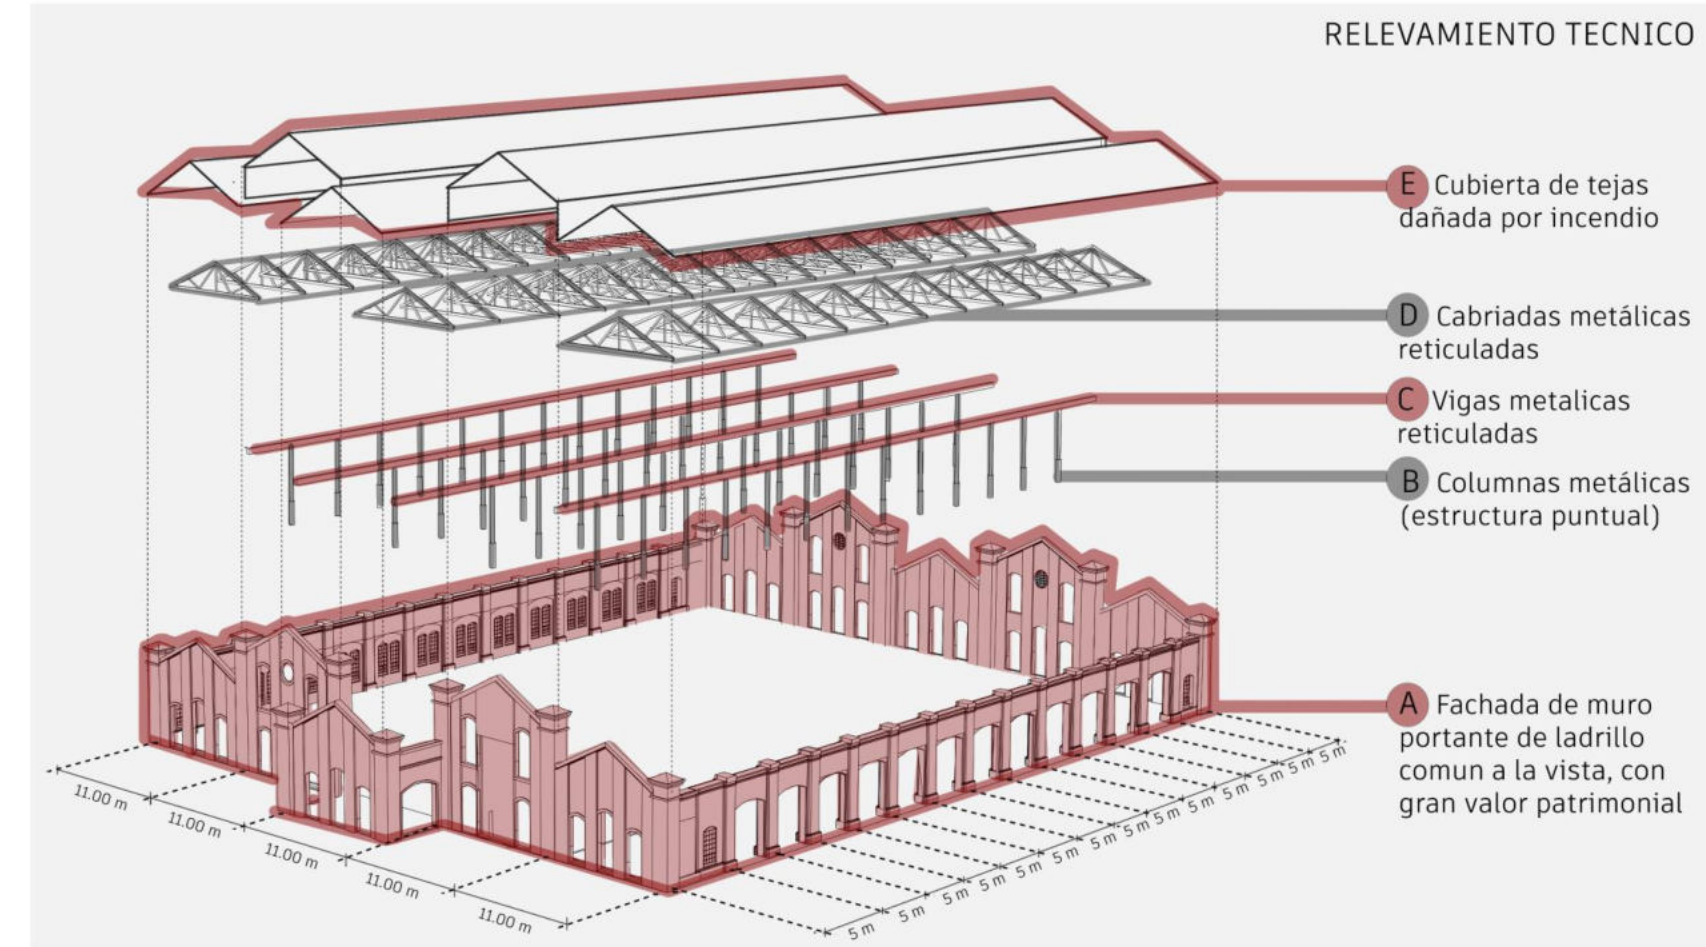 RELEVAMIENTO TECNICO
E Cubierta de tejas
dañada por incendio
D Cabriadas metálicas
reticuladas
C Vigas metalicas
reticuladas
B Columnas metálicas
(estructura puntual)
A Fachada de muro
portante de ladrillo
comun a la vista, con
gran valor patrimonial
11.00 m
11.00 m
11.00 m
11.00 m
11.00 m
5 m
5 m
5 m
5 m
5 m
5 m
5 m
5 m
5 m
5 m
5 m
5 m
5 m
5 m